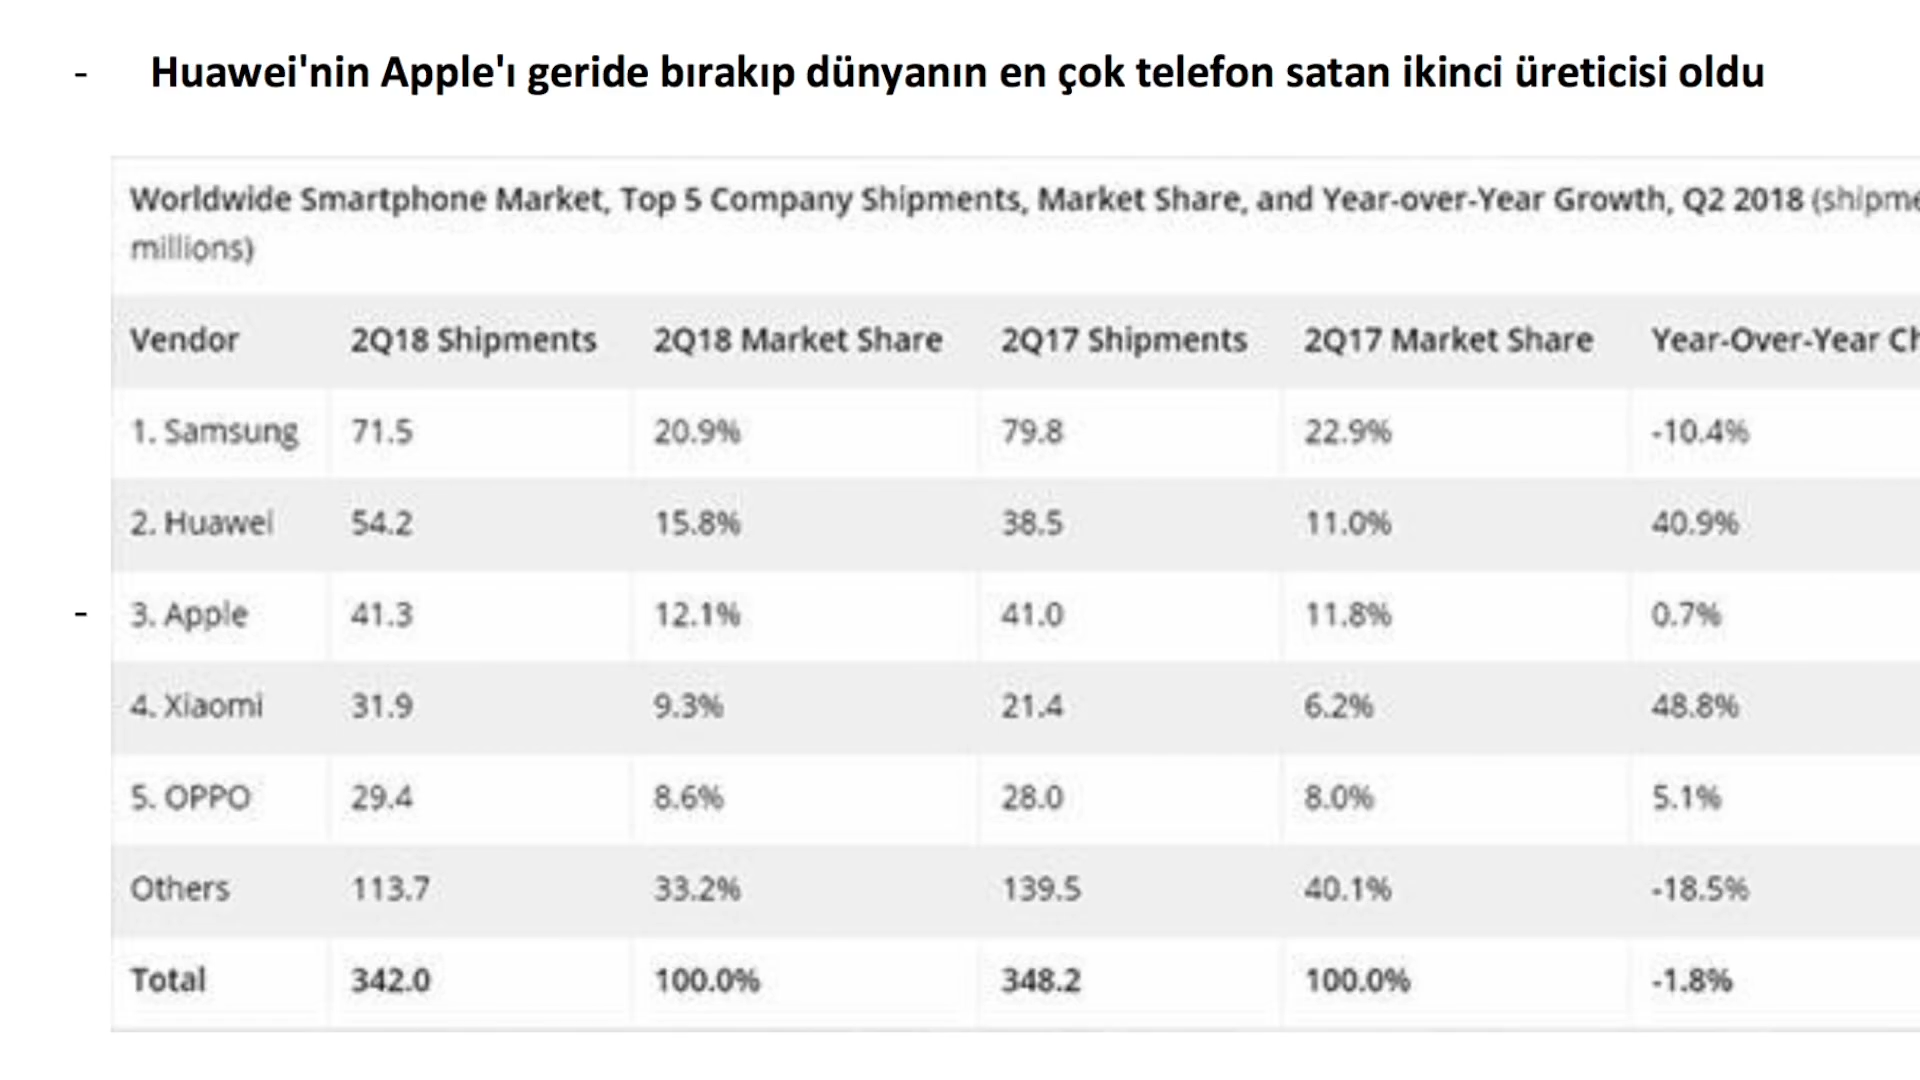 - Huawei'nin Apple'ı geride bırakıp dünyanın en çok telefon satan ikinci üreticisi oldu
Worldwide Smartphone Market, Top 5 Company Shipments, Market Share, and Year-over-Year Growth, Q2 2018
millions)
Vendor 2Q18 Shipments 2Q18 Market Share 2Q17 Shipments 2Q17 Market Share Year-Over-Year
1. Samsung 71.5 20.9% 79.8 22.9% -10.4%
2. Huawei 54.2 15.8% 38.5 11.0% 40.9%
- 3. Apple 41.3 12.1% 41.0 11.8% 0.7%
4. Xiaomi 31.9 9.3% 21.4 6.2% 48.8%
5. OPPO 29.4 8.6% 28.0 8.0% 5.1%
Others 113.7 33.2% 139.5 40.1% -18.5%
Total 342.0 100.0% 348.2 100.0% -1.8%